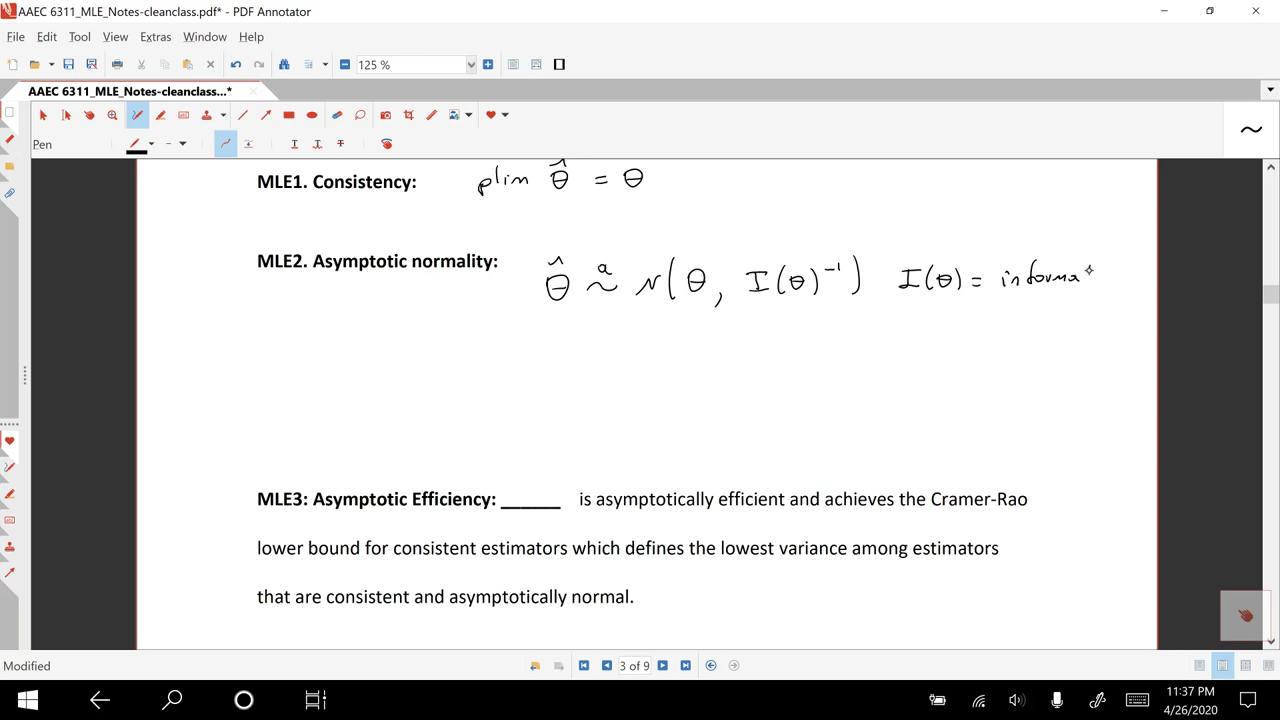 AAEC 6311_MLE_Notes-cleanclass.pdf* - PDF Annotator
File Edit Tool View Extras Window Help
125 %
AAEC 6311_MLE_Notes-cleanclass...*
Pen
MLE1. Consistency: plim θ̂ = θ
MLE2. Asymptotic normality: θ̂ ~ᵃ N(θ, I(θ)⁻¹) I(θ) = informa
MLE3: Asymptotic Efficiency: ______ is asymptotically efficient and achieves the Cramer-Rao
lower bound for consistent estimators which defines the lowest variance among estimators
that are consistent and asymptotically normal.
Modified
3 of 9
11:37 PM
4/26/2020